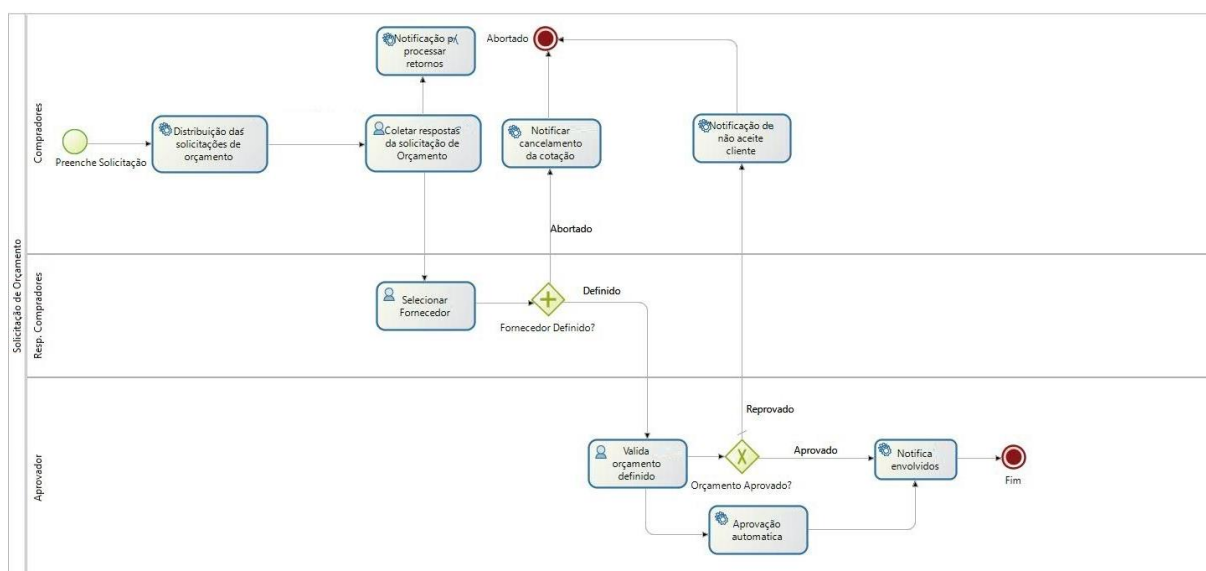 Solicitação de Orçamento
Compradores
Preenche Solicitação
Distribuição das
solicitações de
orçamento
Notificação p/
processar
retornos
Coletar respostas
da solicitação de
Orçamento
Abortado
Notificar
cancelamento
da cotação
Abortado
Notificação de
não aceite
cliente
Resp. Compradores
Selecionar
Fornecedor
Fornecedor Definido?
Definido
Aprovador
Valida
orçamento
definido
Reprovado
Orçamento Aprovado?
Aprovado
Aprovação
automatica
Notifica
envolvidos
Fim